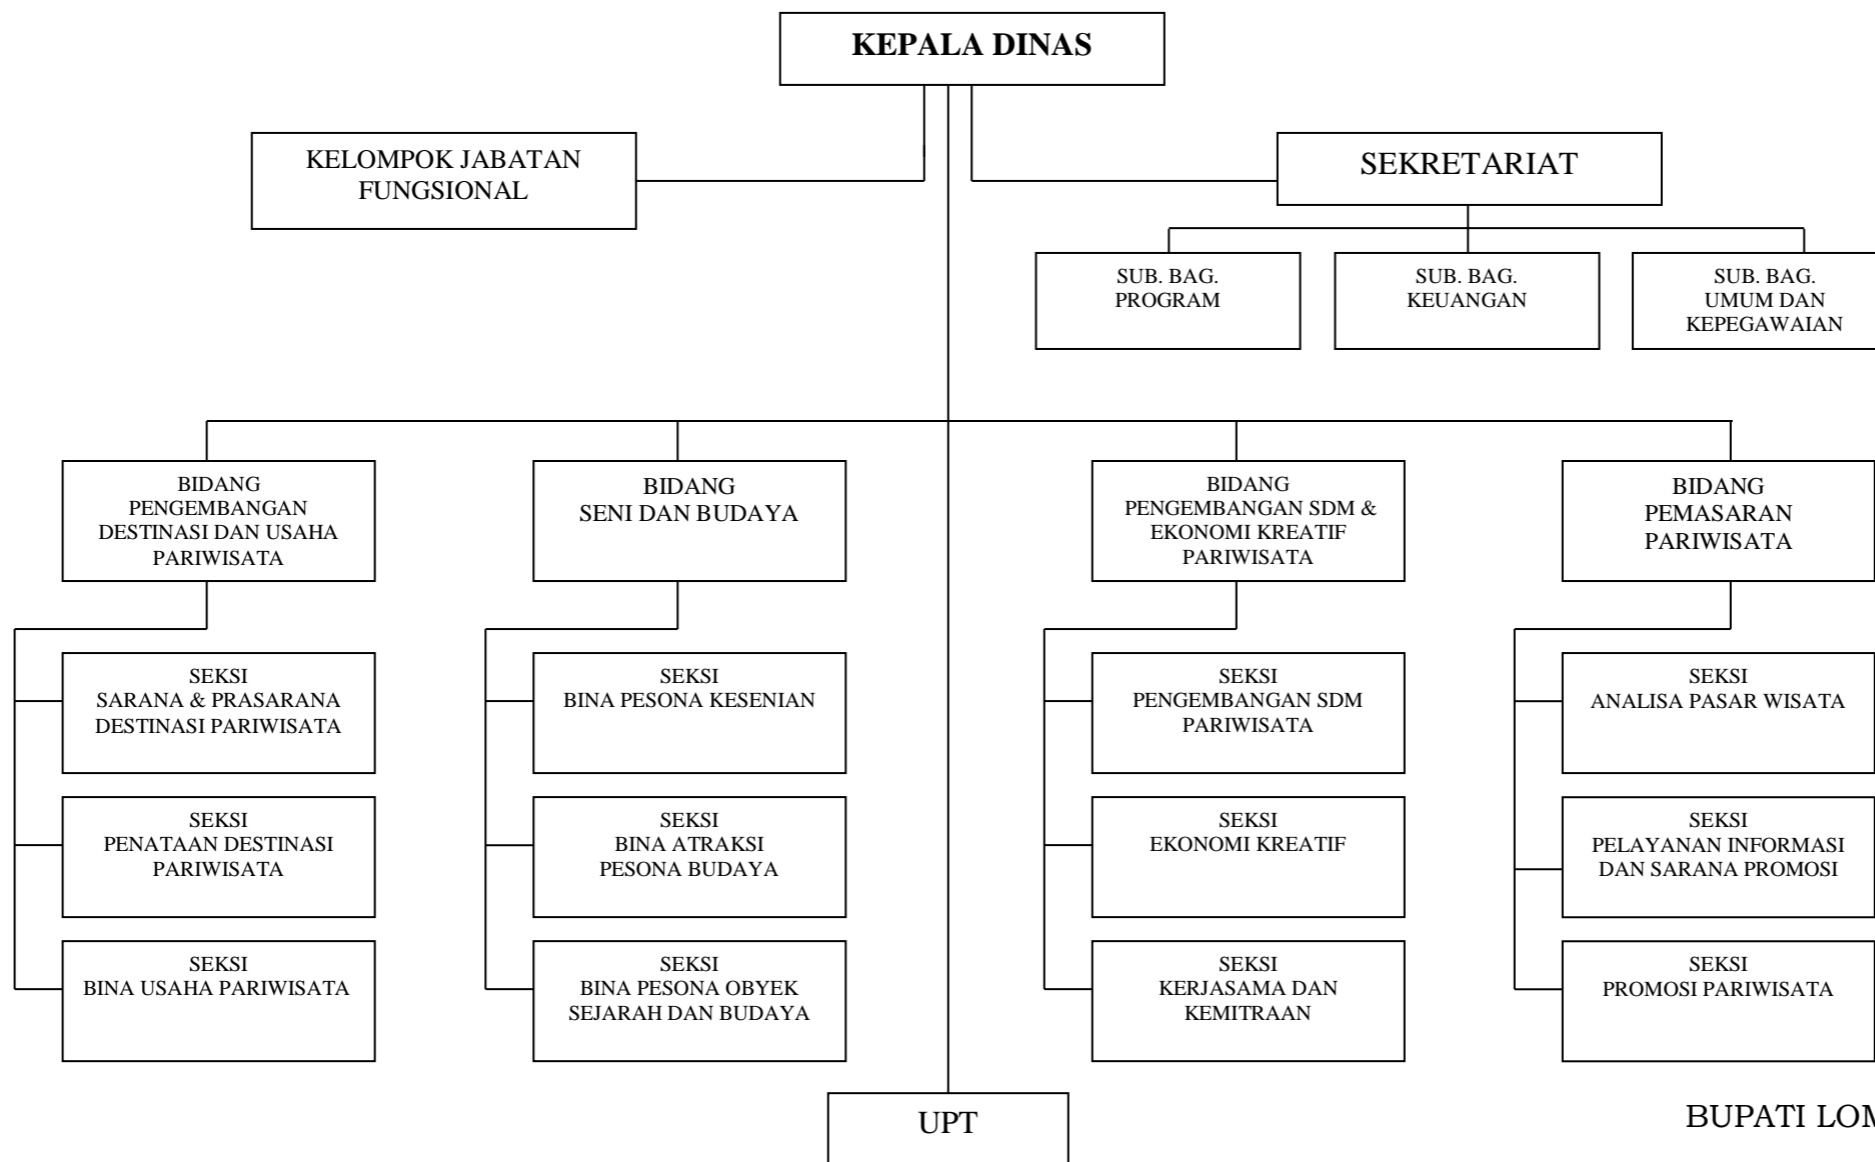 KEPALA DINAS
KELOMPOK JABATAN
FUNGSIONAL
SEKRETARIAT
SUB. BAG.
PROGRAM
SUB. BAG.
KEUANGAN
SUB. BAG.
UMUM DAN
KEPEGAWAIAN
BIDANG
PENGEMBANGAN
DESTINASI DAN USAHA
PARIWISATA
BIDANG
SENI DAN BUDAYA
BIDANG
PENGEMBANGAN SDM &
EKONOMI KREATIF
PARIWISATA
BIDANG
PEMASARAN
PARIWISATA
SEKSI
SARANA & PRASARANA
DESTINASI PARIWISATA
SEKSI
BINA PESONA KESENIAN
SEKSI
PENGEMBANGAN SDM
PARIWISATA
SEKSI
ANALISA PASAR WISATA
SEKSI
PENATAAN DESTINASI
PARIWISATA
SEKSI
BINA ATRAKSI
PESONA BUDAYA
SEKSI
EKONOMI KREATIF
SEKSI
PELAYANAN INFORMASI
DAN SARANA PROMOSI
SEKSI
BINA USAHA PARIWISATA
SEKSI
BINA PESONA OBYEK
SEJARAH DAN BUDAYA
SEKSI
KERJASAMA DAN
KEMITRAAN
SEKSI
PROMOSI PARIWISATA
UPT
BUPATI